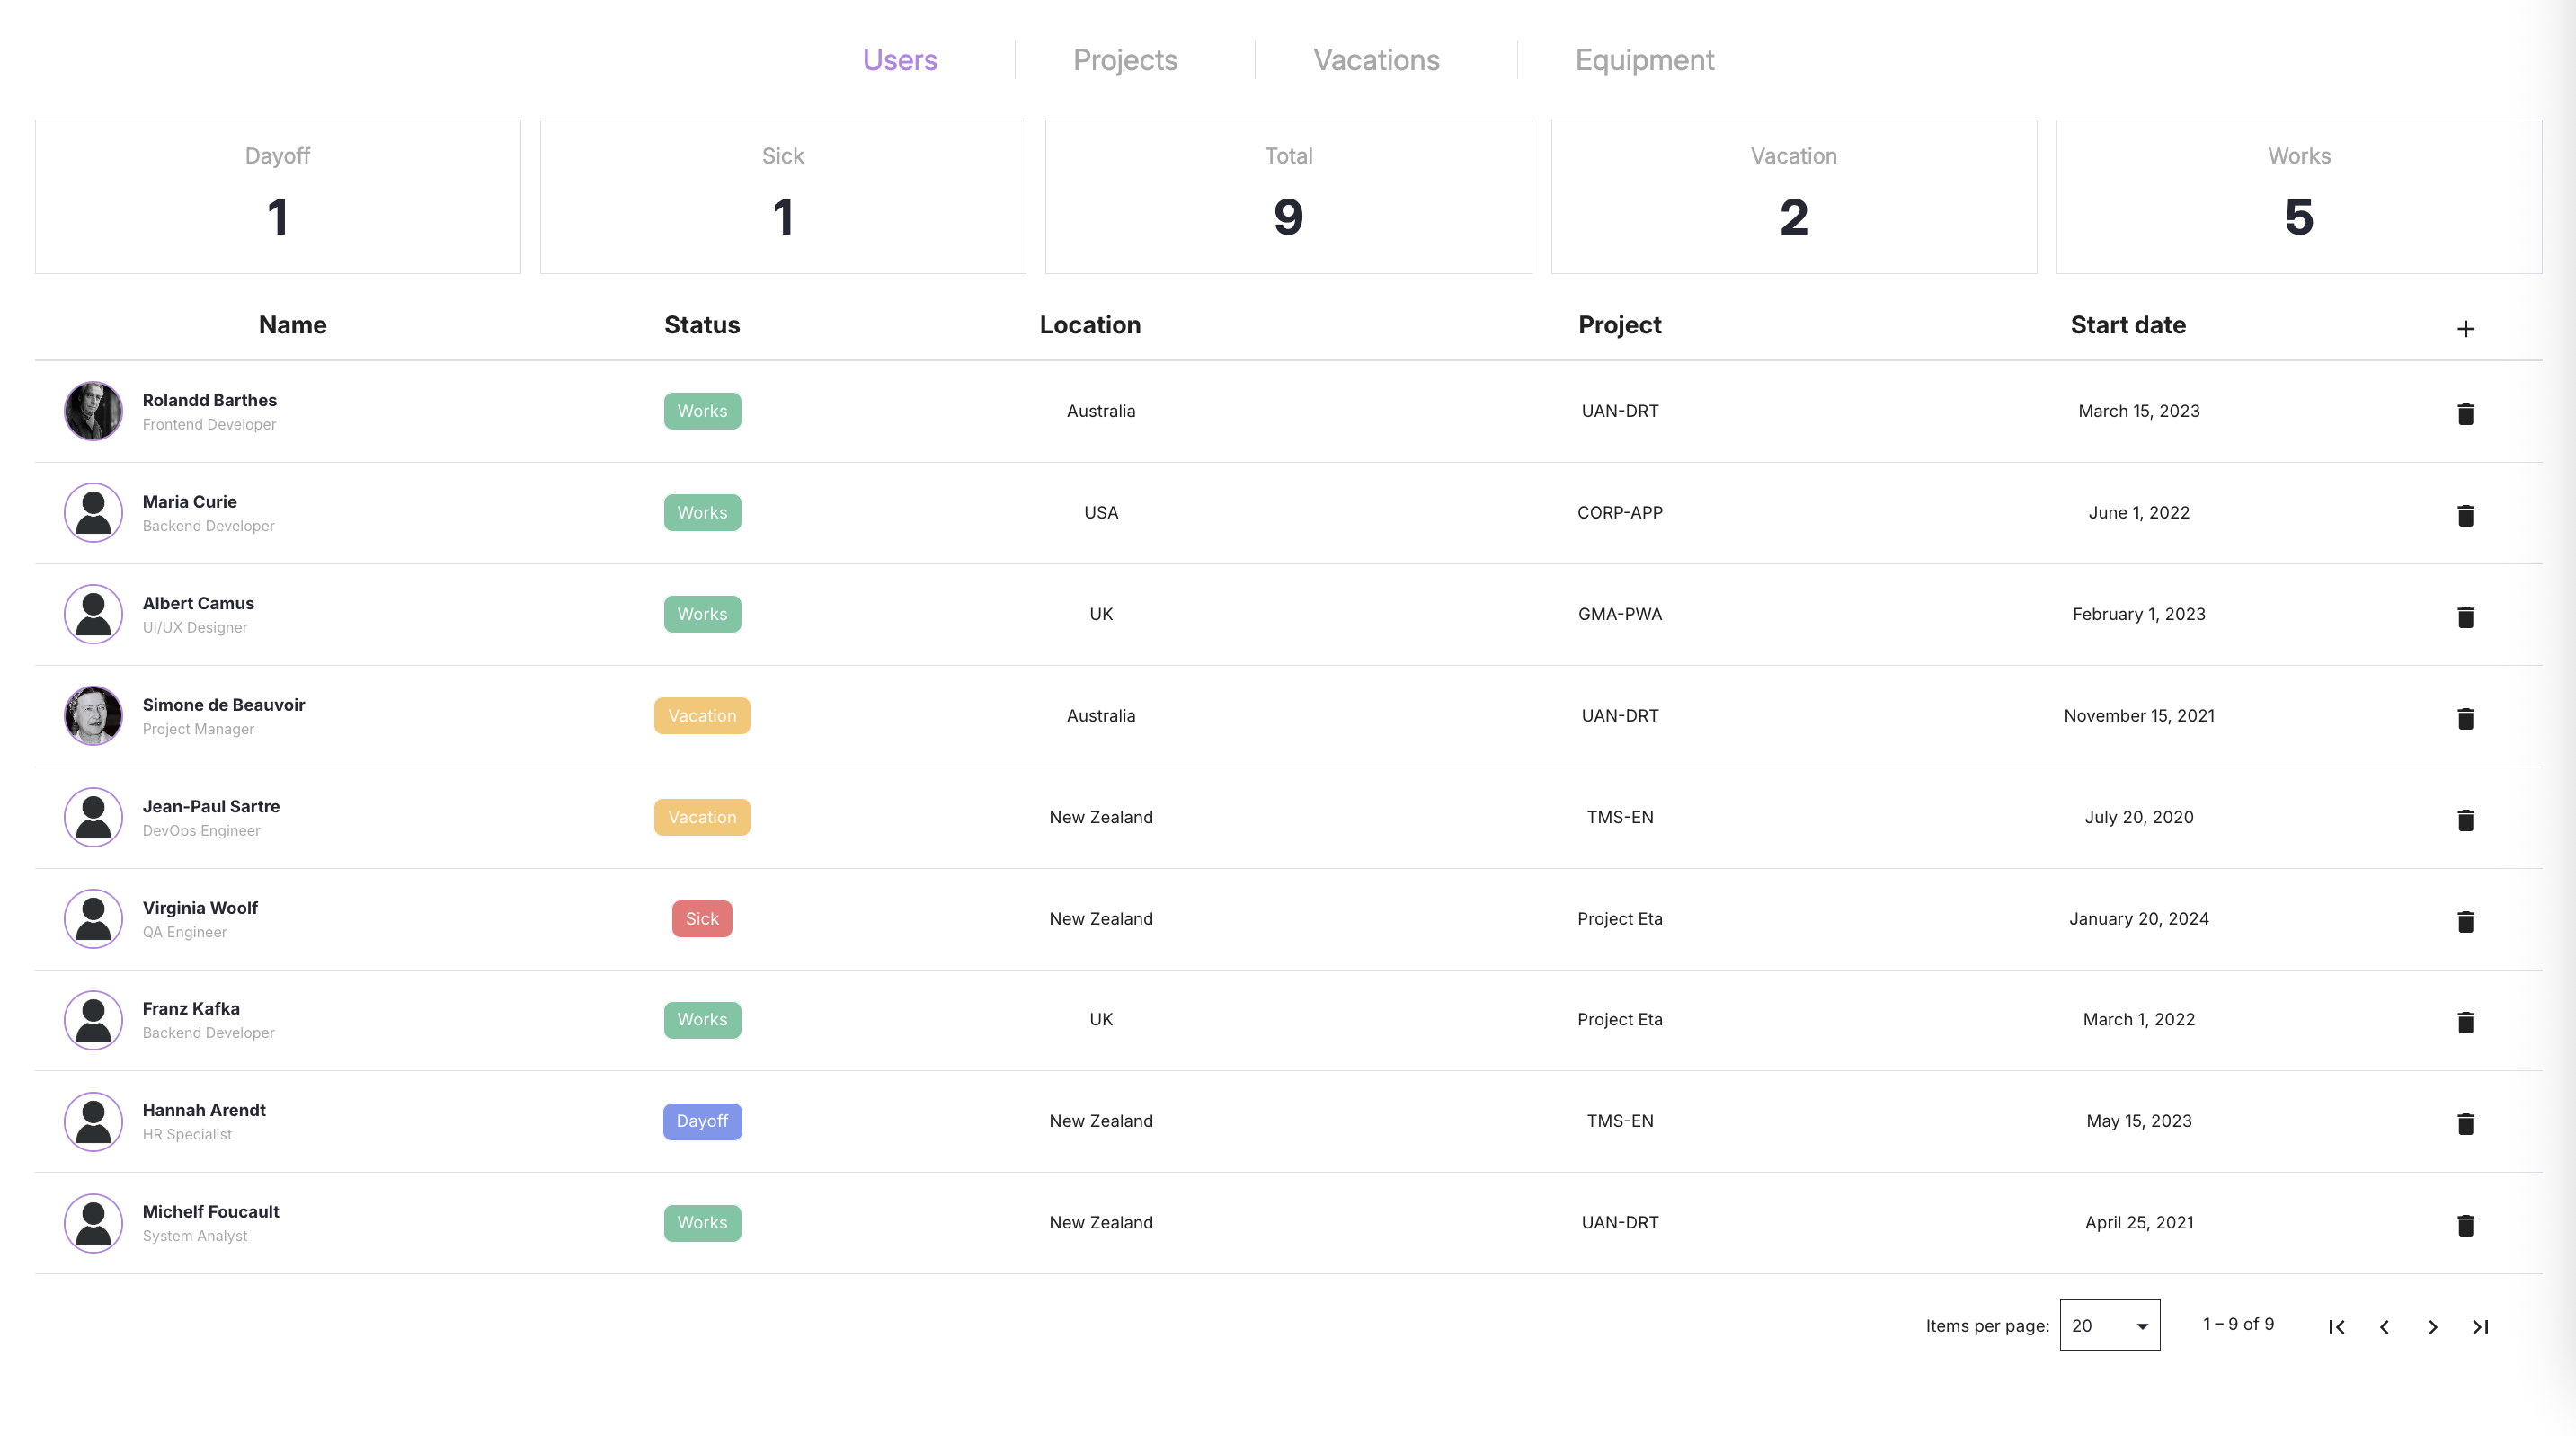 Users Projects Vacations Equipment
Dayoff Sick Total Vacation Works
1 1 9 2 5
Name Status Location Project Start date
Rolandd Barthes
Frontend Developer
Works Australia UAN-DRT March 15, 2023
Maria Curie
Backend Developer
Works USA CORP-APP June 1, 2022
Albert Camus
UI/UX Designer
Works UK GMA-PWA February 1, 2023
Simone de Beauvoir
Project Manager
Vacation Australia UAN-DRT November 15, 2021
Jean-Paul Sartre
DevOps Engineer
Vacation New Zealand TMS-EN July 20, 2020
Virginia Woolf
QA Engineer
Sick New Zealand Project Eta January 20, 2024
Franz Kafka
Backend Developer
Works UK Project Eta March 1, 2022
Hannah Arendt
HR Specialist
Dayoff New Zealand TMS-EN May 15, 2023
Michelf Foucault
System Analyst
Works New Zealand UAN-DRT April 25, 2021
Items per page: 20 1 – 9 of 9